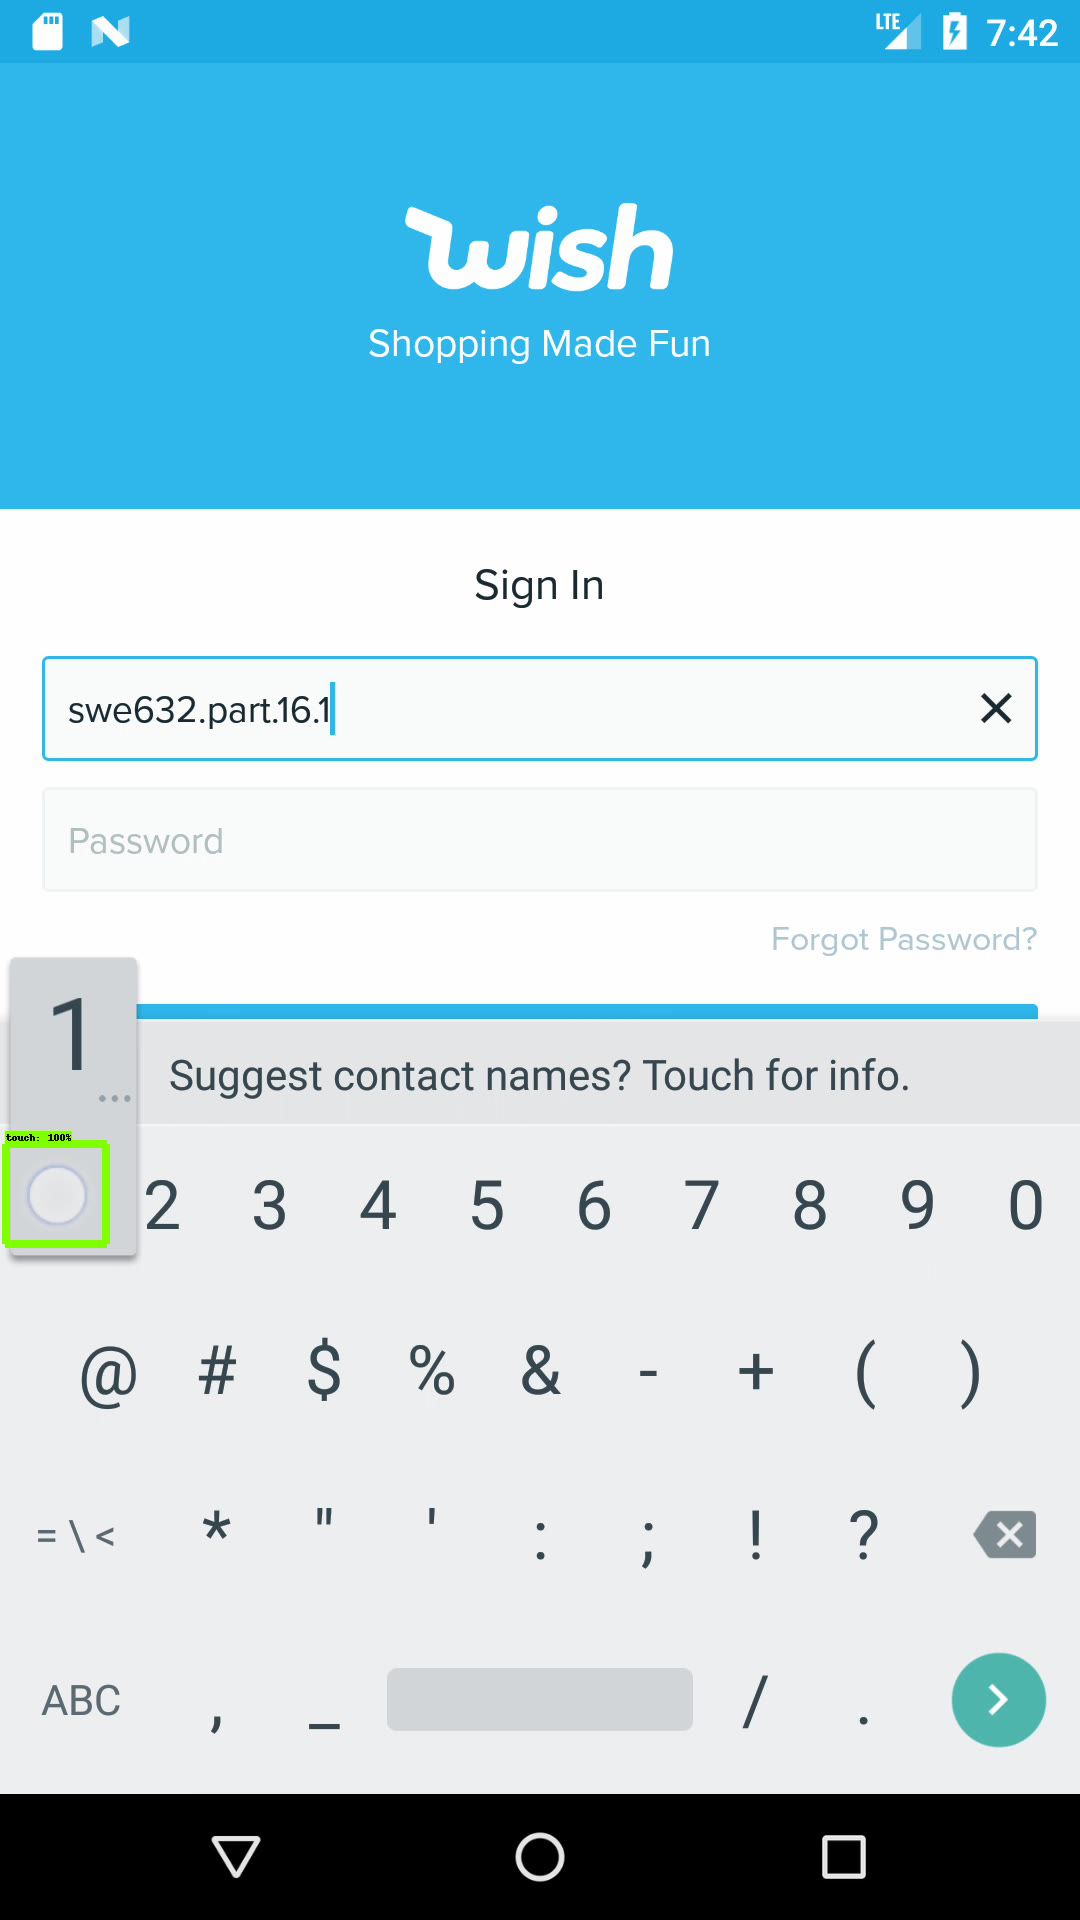 LTE 7:42
wish
Shopping Made Fun
Sign In
swe632.part.16.1
Password
Forgot Password?
1
...
Suggest contact names? Touch for info.
touch: 100%
2 3 4 5 6 7 8 9 0
@ # $ % & - + ( )
= \ < * " ' : ; ! ?
ABC , _ / .